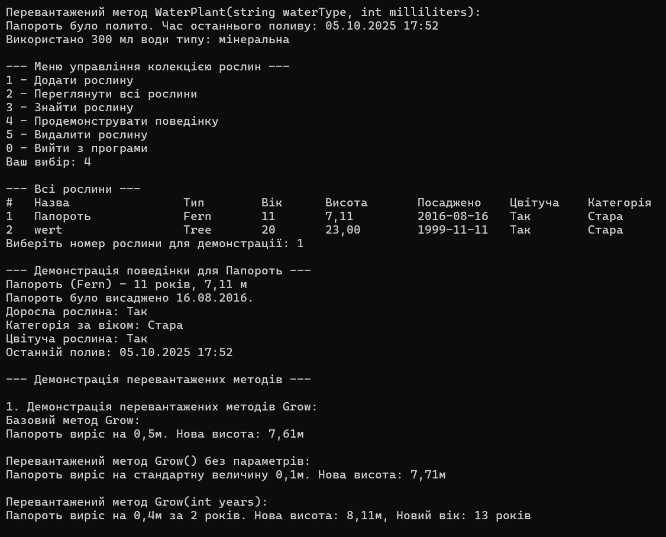 Перевантажений метод WaterPlant(string waterType, int milliliters):
Папороть було полито. Час останнього поливу: 05.10.2025 17:52
Використано 300 мл води типу: мінеральна
--- Меню управління колекцією рослин ---
1 - Додати рослину
2 - Переглянути всі рослини
3 - Знайти рослину
4 - Продемонструвати поведінку
5 - Видалити рослину
0 - Вийти з програми
Ваш вибір: 4
--- Всі рослини ---
# Назва Тип Вік Висота Посаджено Цвітуча Категорія
1 Папороть Fern 11 7,11 2016-08-16 Так Стара
2 wert Tree 20 23,00 1999-11-11 Так Стара
Виберіть номер рослини для демонстрації: 1
--- Демонстрація поведінки для Папороть ---
Папороть (Fern) - 11 років, 7,11 м
Папороть було висаджено 16.08.2016.
Доросла рослина: Так
Категорія за віком: Стара
Цвітуча рослина: Так
Останній полив: 05.10.2025 17:52
--- Демонстрація перевантажених методів ---
1. Демонстрація перевантажених методів Grow:
Базовий метод Grow:
Папороть виріс на 0,5м. Нова висота: 7,61м
Перевантажений метод Grow() без параметрів:
Папороть виріс на стандартну величину 0,1м. Нова висота: 7,71м
Перевантажений метод Grow(int years):
Папороть виріс на 0,4м за 2 років. Нова висота: 8,11м, Новий вік: 13 років